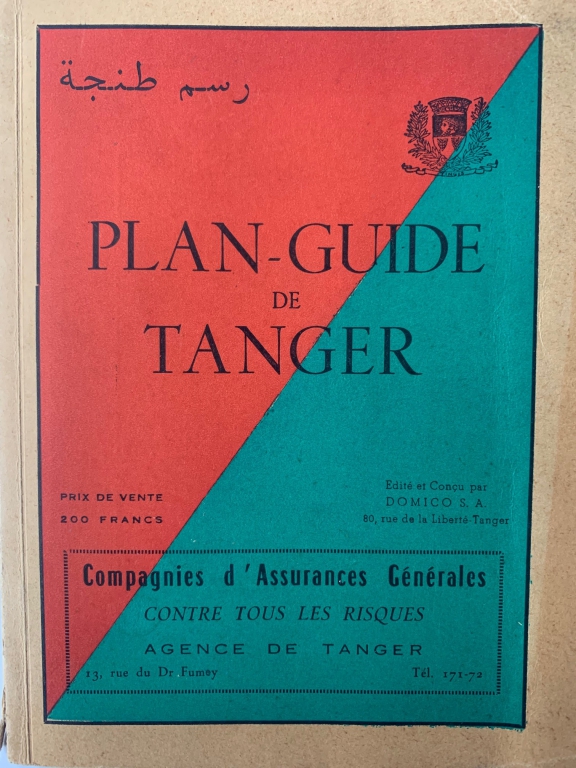 رسم طنجة
PLAN-GUIDE
DE
TANGER
PRIX DE VENTE
200 FRANCS
Edité et Conçu par
DOMICO S. A.
80, rue de la Liberté-Tanger
Compagnies d'Assurances Générales
CONTRE TOUS LES RISQUES
AGENCE DE TANGER
13, rue du Dr Fumey
Tél. 171-72